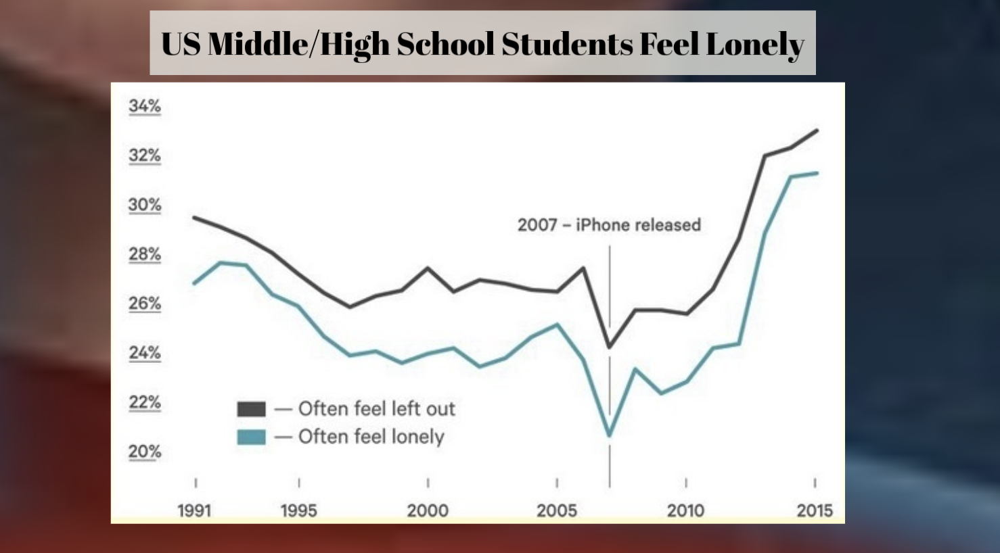 US Middle/High School Students Feel Lonely
34%
32%
30%
28%
26%
24%
22%
20%
2007 – iPhone released
— Often feel left out
— Often feel lonely
1991 1995 2000 2005 2010 2015